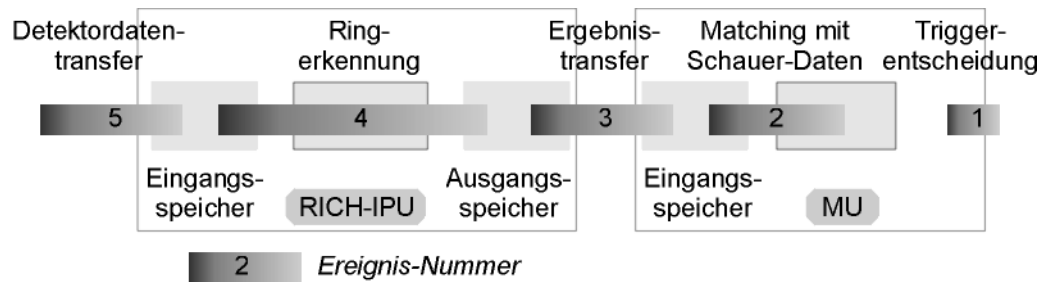 Detektordaten-
transfer
Ring-
erkennung
Ergebnis-
transfer
Matching mit
Schauer-Daten
Trigger-
entscheidung
5
4
3
2
1
Eingangs-
speicher
RICH-IPU
Ausgangs-
speicher
Eingangs-
speicher
MU
2
Ereignis-Nummer